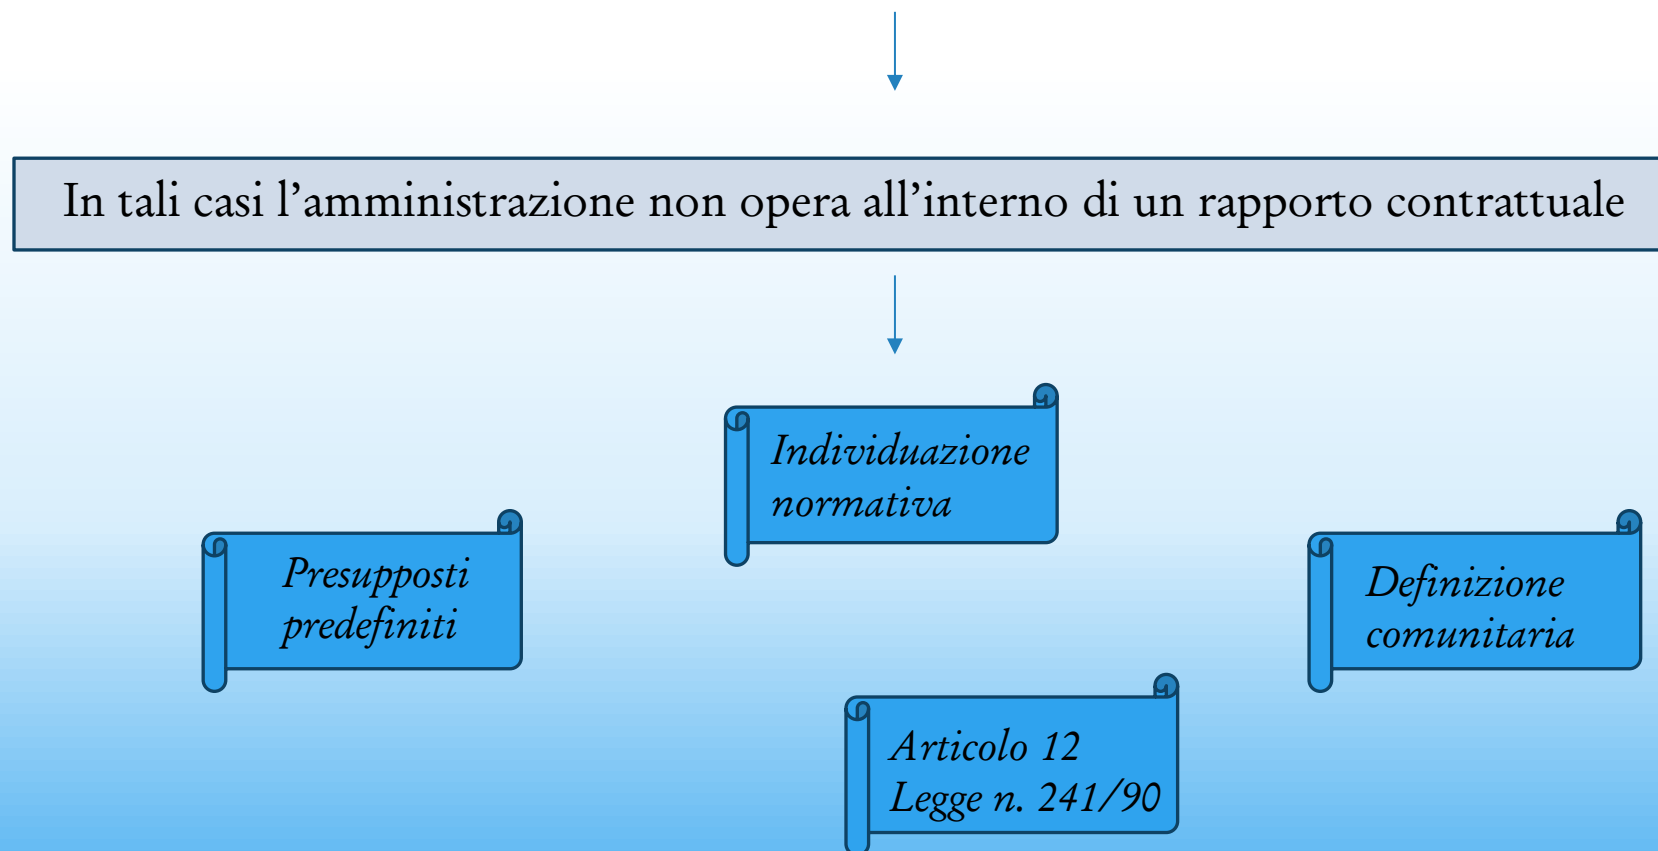 In tali casi l’amministrazione non opera all’interno di un rapporto contrattuale
Individuazione
normativa
Presupposti
predefiniti
Definizione
comunitaria
Articolo 12
Legge n. 241/90